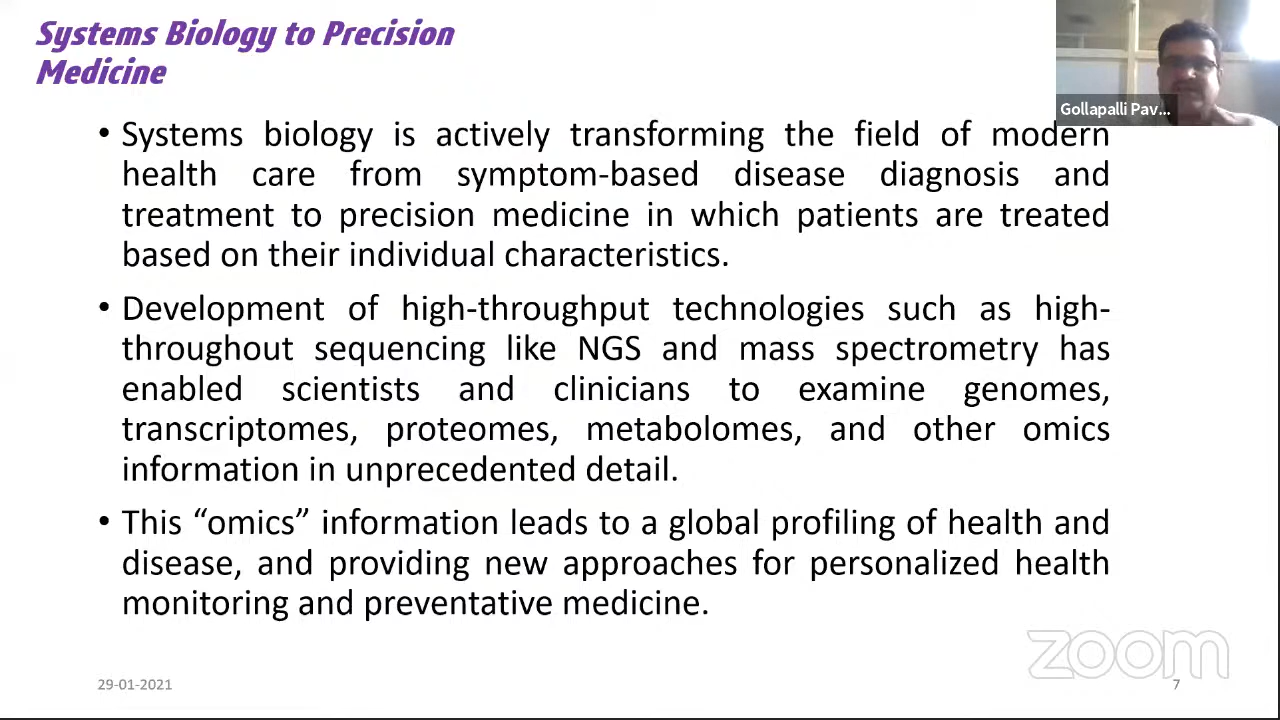 Systems Biology to Precision
Medicine
Gollapalli Pav...
• Systems biology is actively transforming the field of modern
health care from symptom-based disease diagnosis and
treatment to precision medicine in which patients are treated
based on their individual characteristics.
• Development of high-throughput technologies such as high-
throughout sequencing like NGS and mass spectrometry has
enabled scientists and clinicians to examine genomes,
transcriptomes, proteomes, metabolomes, and other omics
information in unprecedented detail.
• This “omics” information leads to a global profiling of health and
disease, and providing new approaches for personalized health
monitoring and preventative medicine.
zoom
29-01-2021
7